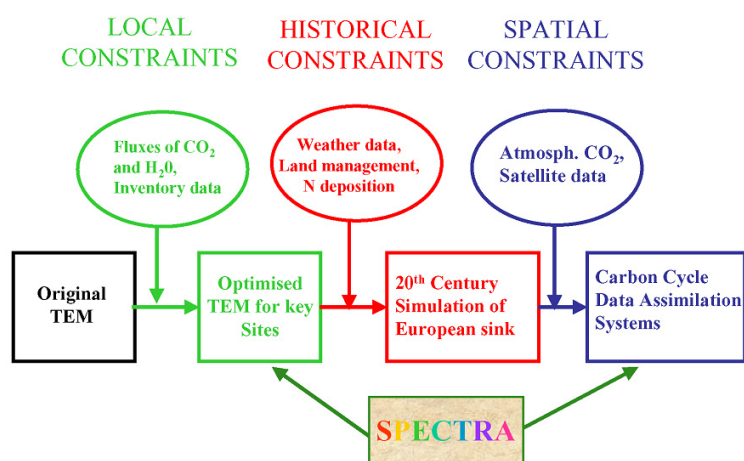 LOCAL
CONSTRAINTS
HISTORICAL
CONSTRAINTS
SPATIAL
CONSTRAINTS
Fluxes of CO₂
and H₂0,
Inventory data
Weather data,
Land management,
N deposition
Atmosph. CO₂,
Satellite data
Original
TEM
Optimised
TEM for key
Sites
20th Century
Simulation of
European sink
Carbon Cycle
Data Assimilation
Systems
SPECTRA